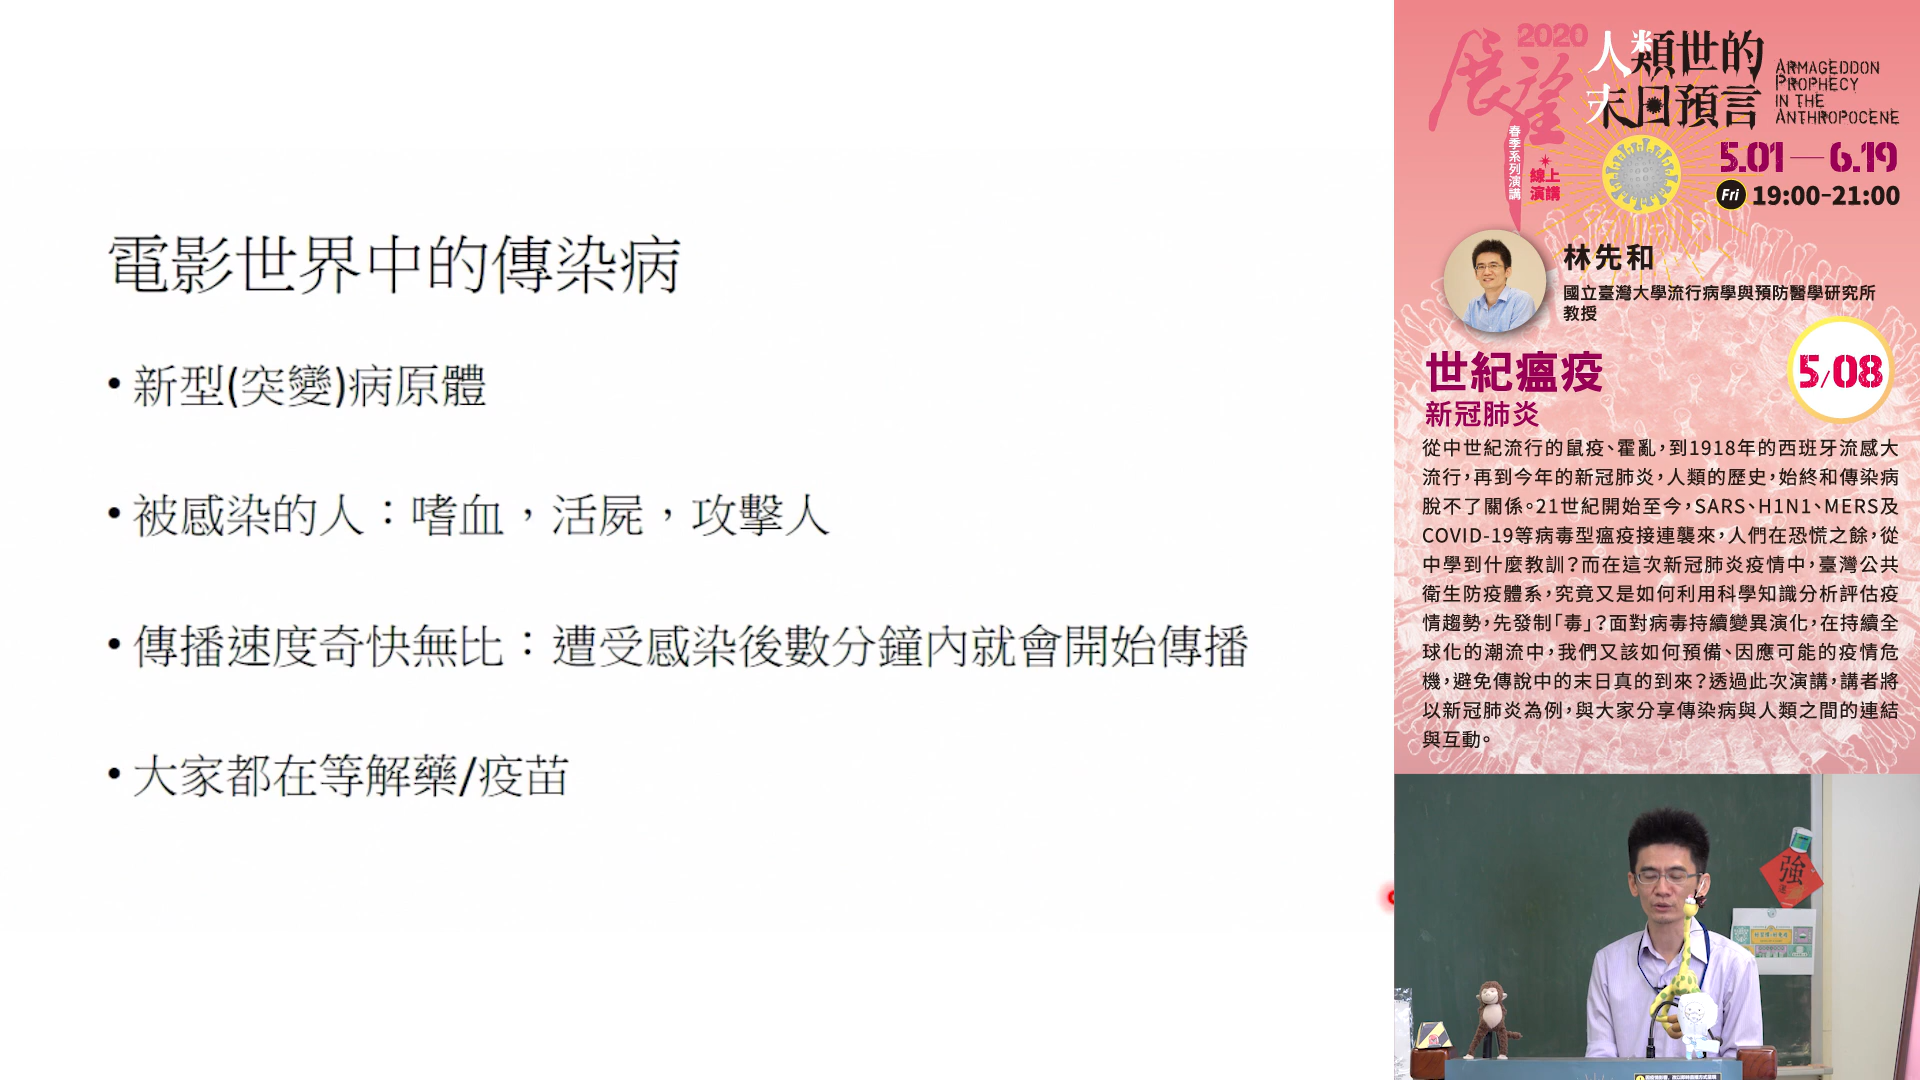 電影世界中的傳染病
• 新型(突變)病原體
• 被感染的人：嗜血，活屍，攻擊人
• 傳播速度奇快無比：遭受感染後數分鐘內就會開始傳播
• 大家都在等解藥/疫苗
2020
展望
春季系列演講
線上
演講
人類世的
末日預言
ARMAGEDDON
PROPHECY
IN THE
ANTHROPOCENE
5.01—6.19
Fri 19:00-21:00
林先和
國立臺灣大學流行病學與預防醫學研究所
教授
世紀瘟疫
5/08
新冠肺炎
從中世紀流行的鼠疫、霍亂，到1918年的西班牙流感大
流行，再到今年的新冠肺炎，人類的歷史，始終和傳染病
脫不了關係。21世紀開始至今，SARS、H1N1、MERS及
COVID-19等病毒型瘟疫接連襲來，人們在恐慌之餘，從
中學到什麼教訓？而在這次新冠肺炎疫情中，臺灣公共
衛生防疫體系，究竟又是如何利用科學知識分析評估疫
情趨勢，先發制「毒」？面對病毒持續變異演化，在持續全
球化的潮流中，我們又該如何預備、因應可能的疫情危
機，避免傳說中的末日真的到來？透過此次演講，講者將
以新冠肺炎為例，與大家分享傳染病與人類之間的連結
與互動。
強